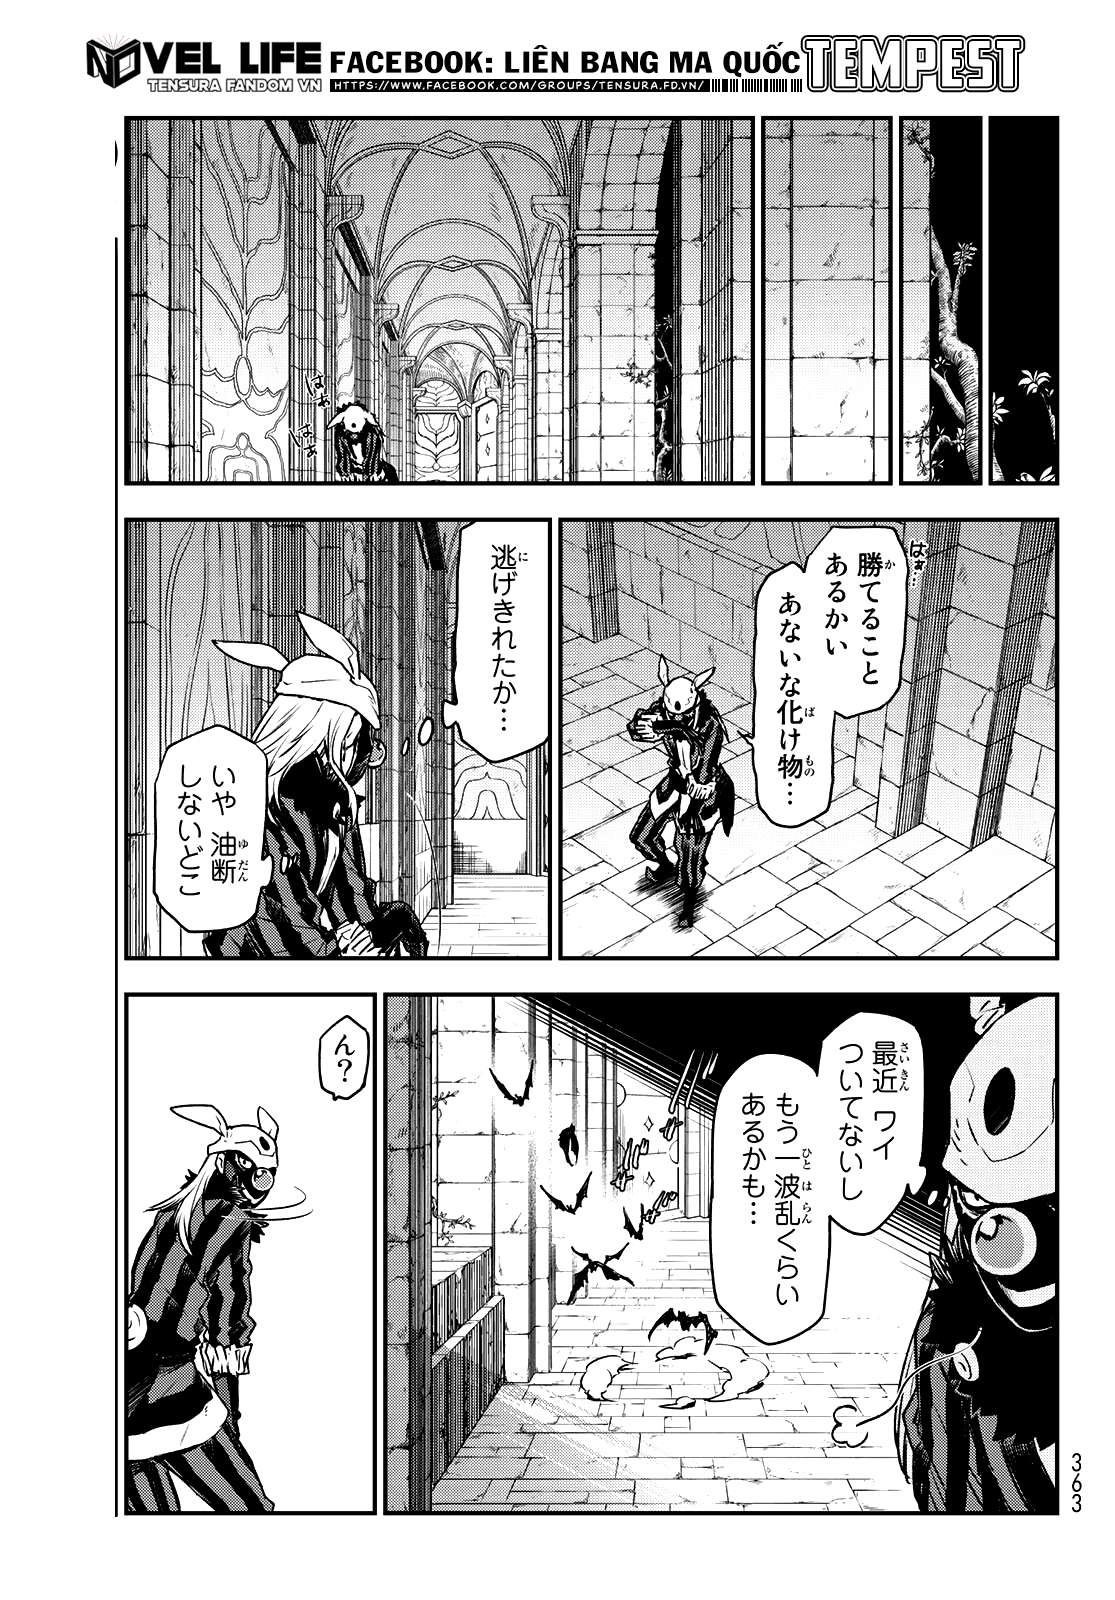 NOVEL LIFE
TENSURA FANDOM VN
FACEBOOK: LIÊN BANG MA QUỐC
HTTPS://WWW.FACEBOOK.COM/GROUPS/TENSURA.FD.VN/
TEMPEST
はぁ
はぁ
はぁ…
勝てること
あるかい
あないな化け物…
逃げきれたか…
いや 油断
しないどこ
最近 ワイ
ついてないし
もう一波乱くらい
あるかも…
ん？
363